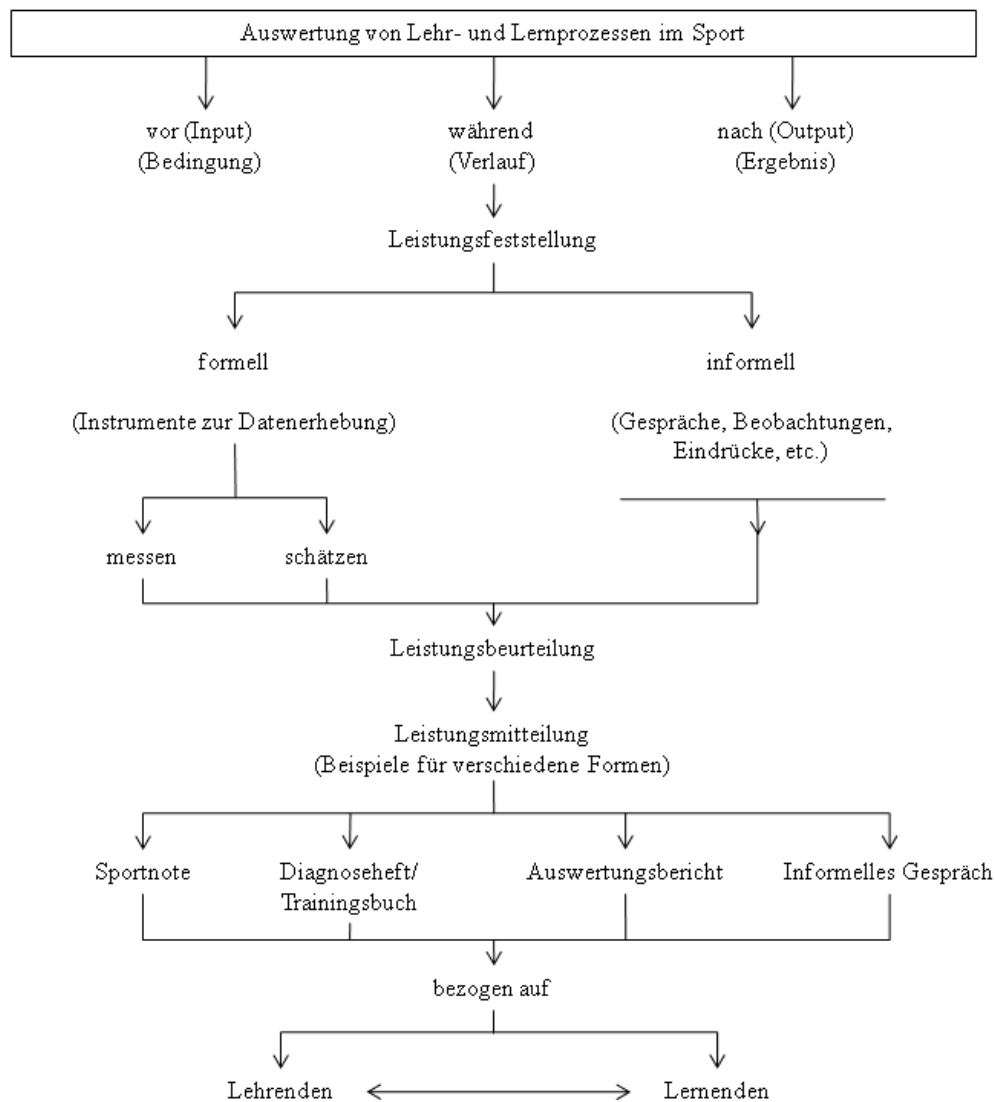 Auswertung von Lehr- und Lernprozessen im Sport
vor (Input)
(Bedingung)
während
(Verlauf)
nach (Output)
(Ergebnis)
Leistungsfeststellung
formell
(Instrumente zur Datenerhebung)
informell
(Gespräche, Beobachtungen,
Eindrücke, etc.)
messen
schätzen
Leistungsbeurteilung
Leistungsmitteilung
(Beispiele für verschiedene Formen)
Sportnote
Diagnoseheft/
Trainingsbuch
Auswertungsbericht
Informelles Gespräch
bezogen auf
Lehrenden
Lernenden